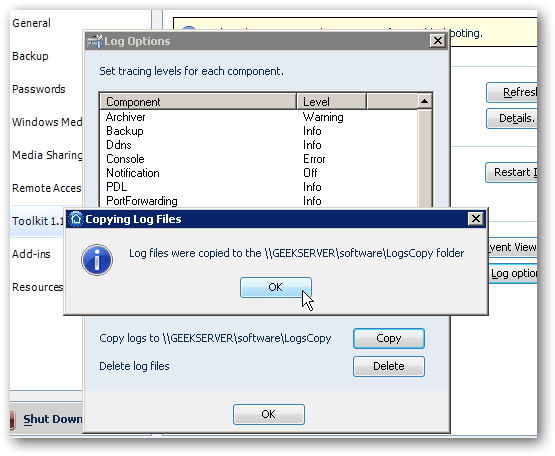 General
Backup
Passwords
Windows Med
Media Sharing
Remote Acces
Toolkit 1.1
Add-ins
Resources
Shut Down
Log Options
Set tracing levels for each component.
Component Level
Archiver Warning
Backup Info
Ddns Info
Console Error
Notification Off
PDL Info
PortForwarding Info
Copying Log Files
Log files were copied to the \\GEEKSERVER\software\LogsCopy folder
OK
Copy logs to \\GEEKSERVER\software\LogsCopy Copy
Delete log files Delete
OK
oting.
Refresh
Details.
Restart
vent View
Log option